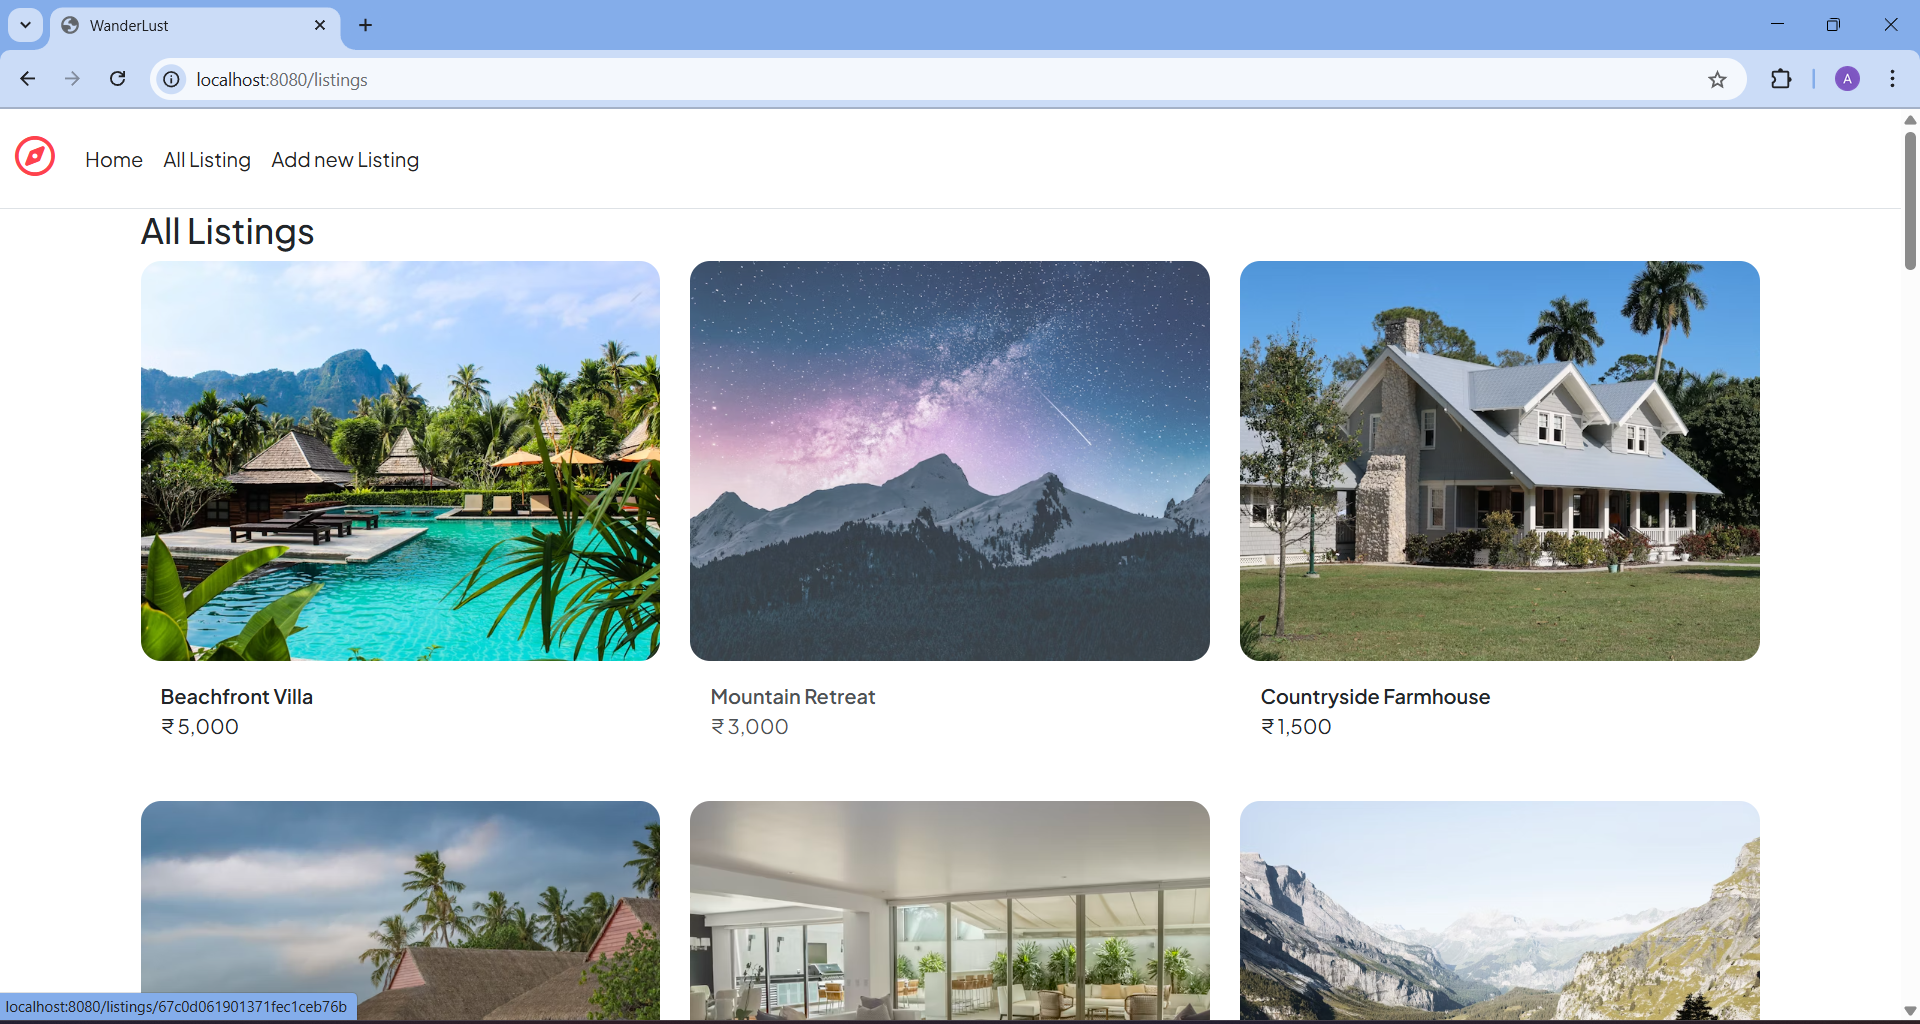 WanderLust
localhost:8080/listings
A
Home All Listing Add new Listing
All Listings
Beachfront Villa
₹ 5,000
Mountain Retreat
₹ 3,000
Countryside Farmhouse
₹ 1,500
localhost:8080/listings/67c0d061901371fec1ceb76b